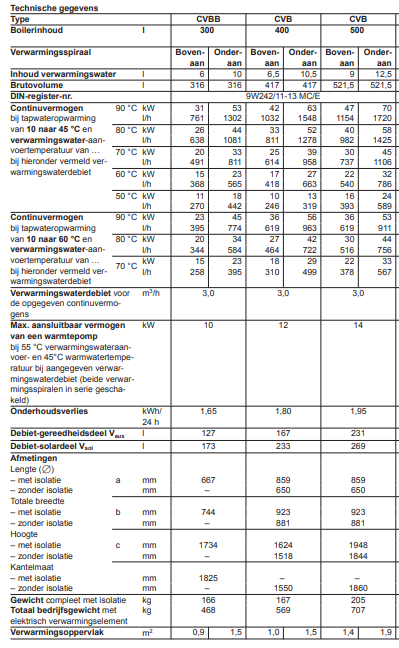 Technische gegevens
Type CVBB CVB CVB
Boilerinhoud l 300 400 500
Verwarmingsspiraal Boven-aan Onder-aan Boven-aan Onder-aan Boven-aan Onder-aan
Inhoud verwarmingswater l 6 10 6,5 10,5 9 12,5
Brutovolume l 316 316 417 417 521,5 521,5
DIN-register-nr. 9W242/11-13 MC/E
Continuvermogen 90 °C kW 31 53 42 63 47 70
bij tapwateropwarming l/h 761 1302 1032 1548 1154 1720
van 10 naar 45 °C en 80 °C kW 26 44 33 52 40 58
verwarmingswater-aan- l/h 638 1081 811 1278 982 1425
voertemperatuur van … 70 °C kW 20 33 25 39 30 45
bij hieronder vermeld ver- l/h 491 811 614 958 737 1106
warmingswaterdebiet 60 °C kW 15 23 17 27 22 32
l/h 368 565 418 663 540 786
50 °C kW 11 18 10 13 16 24
l/h 270 442 246 319 393 589
Continuvermogen 90 °C kW 23 45 36 56 36 53
bij tapwateropwarming l/h 395 774 619 963 619 911
van 10 naar 60 °C en 80 °C kW 20 34 27 42 30 44
verwarmingswater-aan- l/h 344 584 464 722 516 756
voertemperatuur van … 70 °C kW 15 23 18 29 22 33
bij hieronder vermeld ver- l/h 258 395 310 499 378 567
warmingswaterdebiet
Verwarmingswaterdebiet voor m³/h 3,0 3,0 3,0
de opgegeven continuvermo-
gens
Max. aansluitbaar vermogen kW 10 12 14
van een warmtepomp
bij 55 °C verwarmingswateraan-
voer- en 45°C warmwatertempe-
ratuur bij aangegeven verwar-
mingswaterdebiet (beide verwar-
mingsspiralen in serie gescha-
keld)
Onderhoudsverlies kWh/ 1,65 1,80 1,95
24 h
Debiet-gereedheidsdeel Vaux l 127 167 231
Debiet-solardeel Vsol l 173 233 269
Afmetingen
Lengte (∅)
– met isolatie a mm 667 859 859
– zonder isolatie mm – 650 650
Totale breedte
– met isolatie b mm 744 923 923
– zonder isolatie mm – 881 881
Hoogte
– met isolatie c mm 1734 1624 1948
– zonder isolatie mm – 1518 1844
Kantelmaat
– met isolatie mm 1825 – –
– zonder isolatie mm – 1550 1860
Gewicht compleet met isolatie kg 166 167 205
Totaal bedrijfsgewicht met kg 468 569 707
elektrisch verwarmingselement
Verwarmingsoppervlak m² 0,9 1,5 1,0 1,5 1,4 1,9